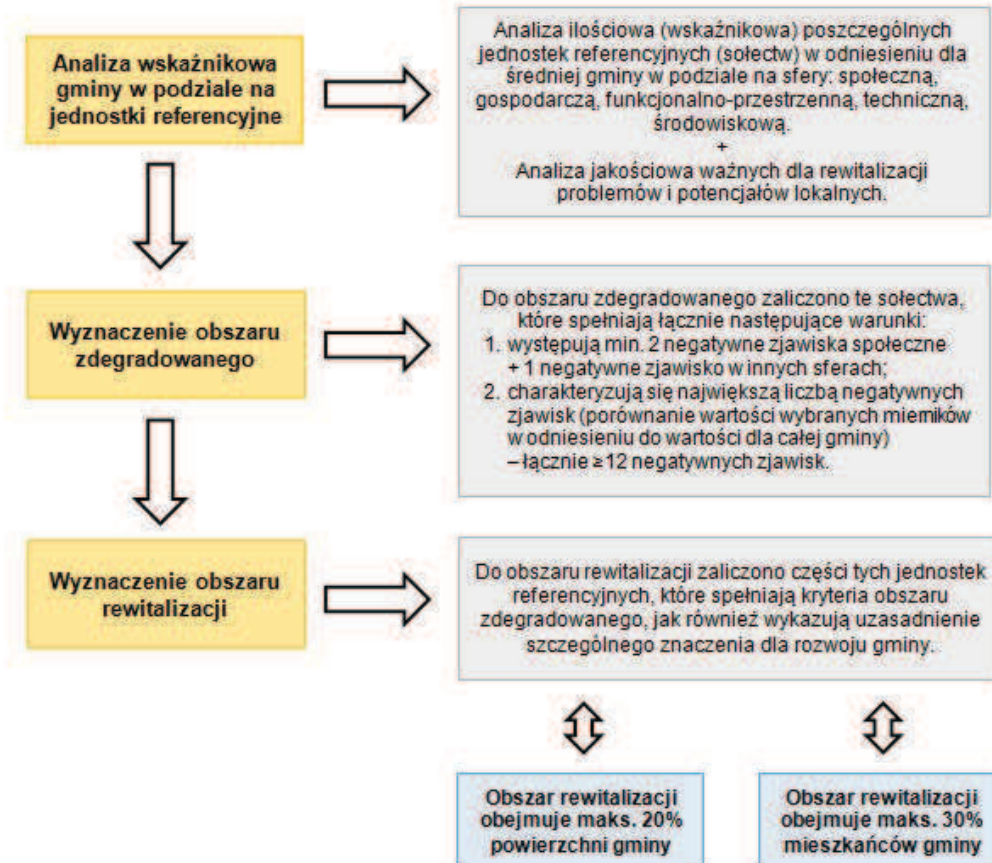 Analiza wskaźnikowa
gminy w podziale na
jednostki referencyjne
Analiza ilościowa (wskaźnikowa) poszczególnych
jednostek referencyjnych (sołectw) w odniesieniu dla
średniej gminy w podziale na sfery: społeczną,
gospodarczą, funkcjonalno-przestrzenną, techniczną,
środowiskową.
+
Analiza jakościowa ważnych dla rewitalizacji
problemów i potencjałów lokalnych.
Wyznaczenie obszaru
zdegradowanego
Do obszaru zdegradowanego zaliczono te sołectwa,
które spełniają łącznie następujące warunki:
1. występują min. 2 negatywne zjawiska społeczne
+ 1 negatywne zjawisko w innych sferach;
2. charakteryzują się największą liczbą negatywnych
zjawisk (porównanie wartości wybranych mierników
w odniesieniu do wartości dla całej gminy)
– łącznie ≥12 negatywnych zjawisk.
Wyznaczenie obszaru
rewitalizacji
Do obszaru rewitalizacji zaliczono części tych jednostek
referencyjnych, które spełniają kryteria obszaru
zdegradowanego, jak również wykazują uzasadnienie
szczególnego znaczenia dla rozwoju gminy.
Obszar rewitalizacji
obejmuje maks. 20%
powierzchni gminy
Obszar rewitalizacji
obejmuje maks. 30%
mieszkańców gminy